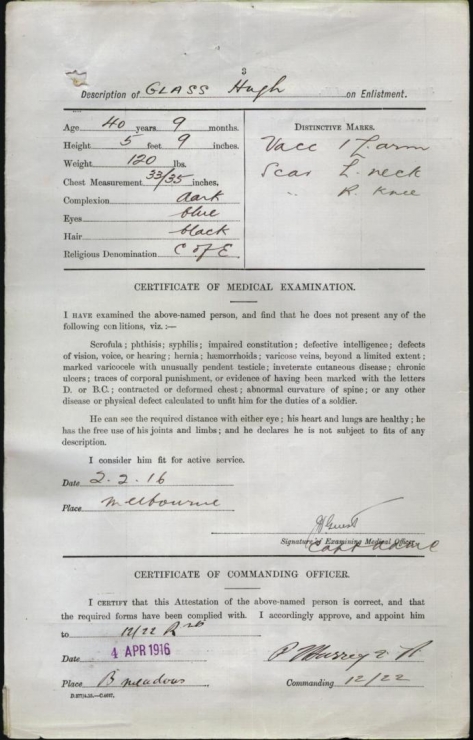 3
Description of GLASS Hugh on Enlistment.
Age 40 years 9 months.
Height 5 feet 9 inches.
Weight 120 lbs.
Chest Measurement 33/35 inches.
Complexion dark
Eyes blue
Hair black
Religious Denomination C of E
DISTINCTIVE MARKS.
Vacc 1 L. arm
Scar L. neck
" R. knee
CERTIFICATE OF MEDICAL EXAMINATION.
I HAVE examined the above-named person, and find that he does not present any of the
following conditions, viz. :—
Scrofula; phthisis; syphilis; impaired constitution; defective intelligence; defects
of vision, voice, or hearing; hernia; hæmorrhoids; varicose veins, beyond a limited extent;
marked varicocele with unusually pendent testicle; inveterate cutaneous disease; chronic
ulcers; traces of corporal punishment, or evidence of having been marked with the letters
D. or B.C.; contracted or deformed chest; abnormal curvature of spine; or any other
disease or physical defect calculated to unfit him for the duties of a soldier.
He can see the required distance with either eye; his heart and lungs are healthy; he
has the free use of his joints and limbs; and he declares he is not subject to fits of any
description.
I consider him fit for active service.
Date 2.2.16
Place Melbourne
Signature of Examining Medical Officer
Capt AAMC
CERTIFICATE OF COMMANDING OFFICER.
I CERTIFY that this Attestation of the above-named person is correct, and that
the required forms have been complied with. I accordingly approve, and appoint him
to 12/22
Date 4 APR 1916
Place B meadows
Commanding 12/22